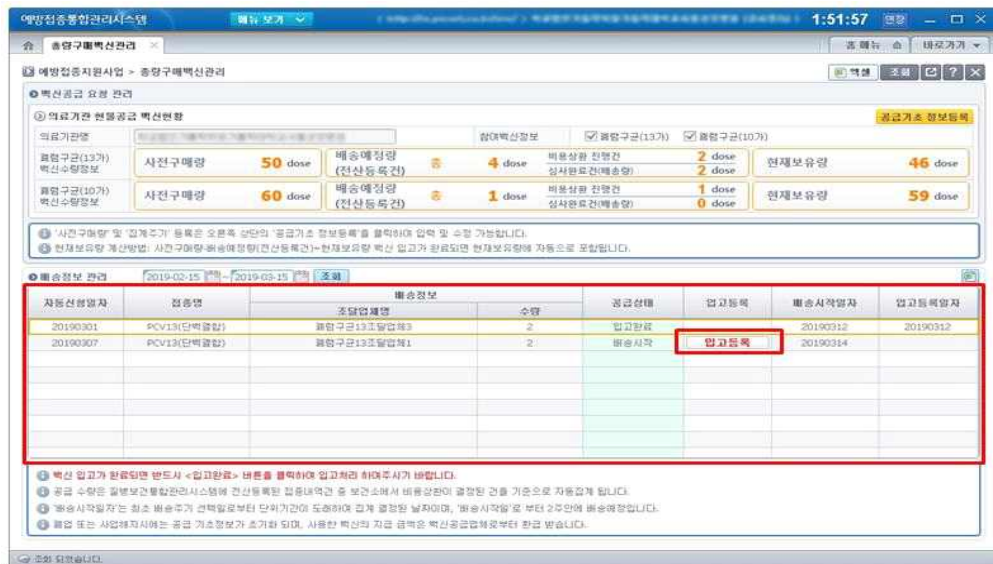 예방접종통합관리시스템 메뉴 보기 1:51:57 연장
총량구매백신관리 홈 메뉴 바로가기
예방접종지원사업 > 총량구매백신관리 엑셀 조회 ?
백신공급 요청 관리
의료기관 현물공급 백신현황 공급기초 정보등록
의료기관명 참여백신정보 폐렴구균(13가) 폐렴구균(10가)
폐렴구균(13가) 백신수량정보 사전구매량 50 dose 배송예정량 (전산등록건) 총 4 dose 비용상환 진행건 2 dose 심사완료건(배송량) 2 dose 현재보유량 46 dose
폐렴구균(10가) 백신수량정보 사전구매량 60 dose 배송예정량 (전산등록건) 총 1 dose 비용상환 진행건 1 dose 심사완료건(배송량) 0 dose 현재보유량 59 dose
'사전구매량' 및 '집계주기' 등록은 오른쪽 상단의 '공급기초 정보등록'을 클릭하여 입력 및 수정 가능합니다.
현재보유량 계산방법: 사전구매량-배송예정량(전산등록건)=현재보유량 백신 입고가 완료되면 현재보유량에 자동으로 포함됩니다.
배송정보 관리 2019-02-15 ~ 2019-03-15 조회
자동신청일자 접종명 배송정보 공급상태 입고등록 배송시작일자 입고등록일자
조달업체명 수량
20190301 PCV13(단백결합) 폐렴구균13조달업체3 2 입고완료 20190312 20190312
20190307 PCV13(단백결합) 폐렴구균13조달업체1 2 배송시작 입고등록 20190314
백신 입고가 완료되면 반드시 <입고완료> 버튼을 클릭하여 입고처리 하여주시기 바랍니다.
공급 수량은 질병보건통합관리시스템에 전산등록된 접종내역건 중 보건소에서 비용상환이 결정된 건을 기준으로 자동집계 됩니다.
'배송시작일자'는 최초 배송주기 선택일로부터 단위기간이 도래하여 집계 결정된 날짜이며, '배송시작일'로 부터 2주안에 배송예정입니다.
폐업 또는 사업해지시에는 공급 기초정보가 초기화 되며, 사용한 백신의 지급 금액은 백신공급업체로부터 환급 받습니다.
조회 되었습니다.